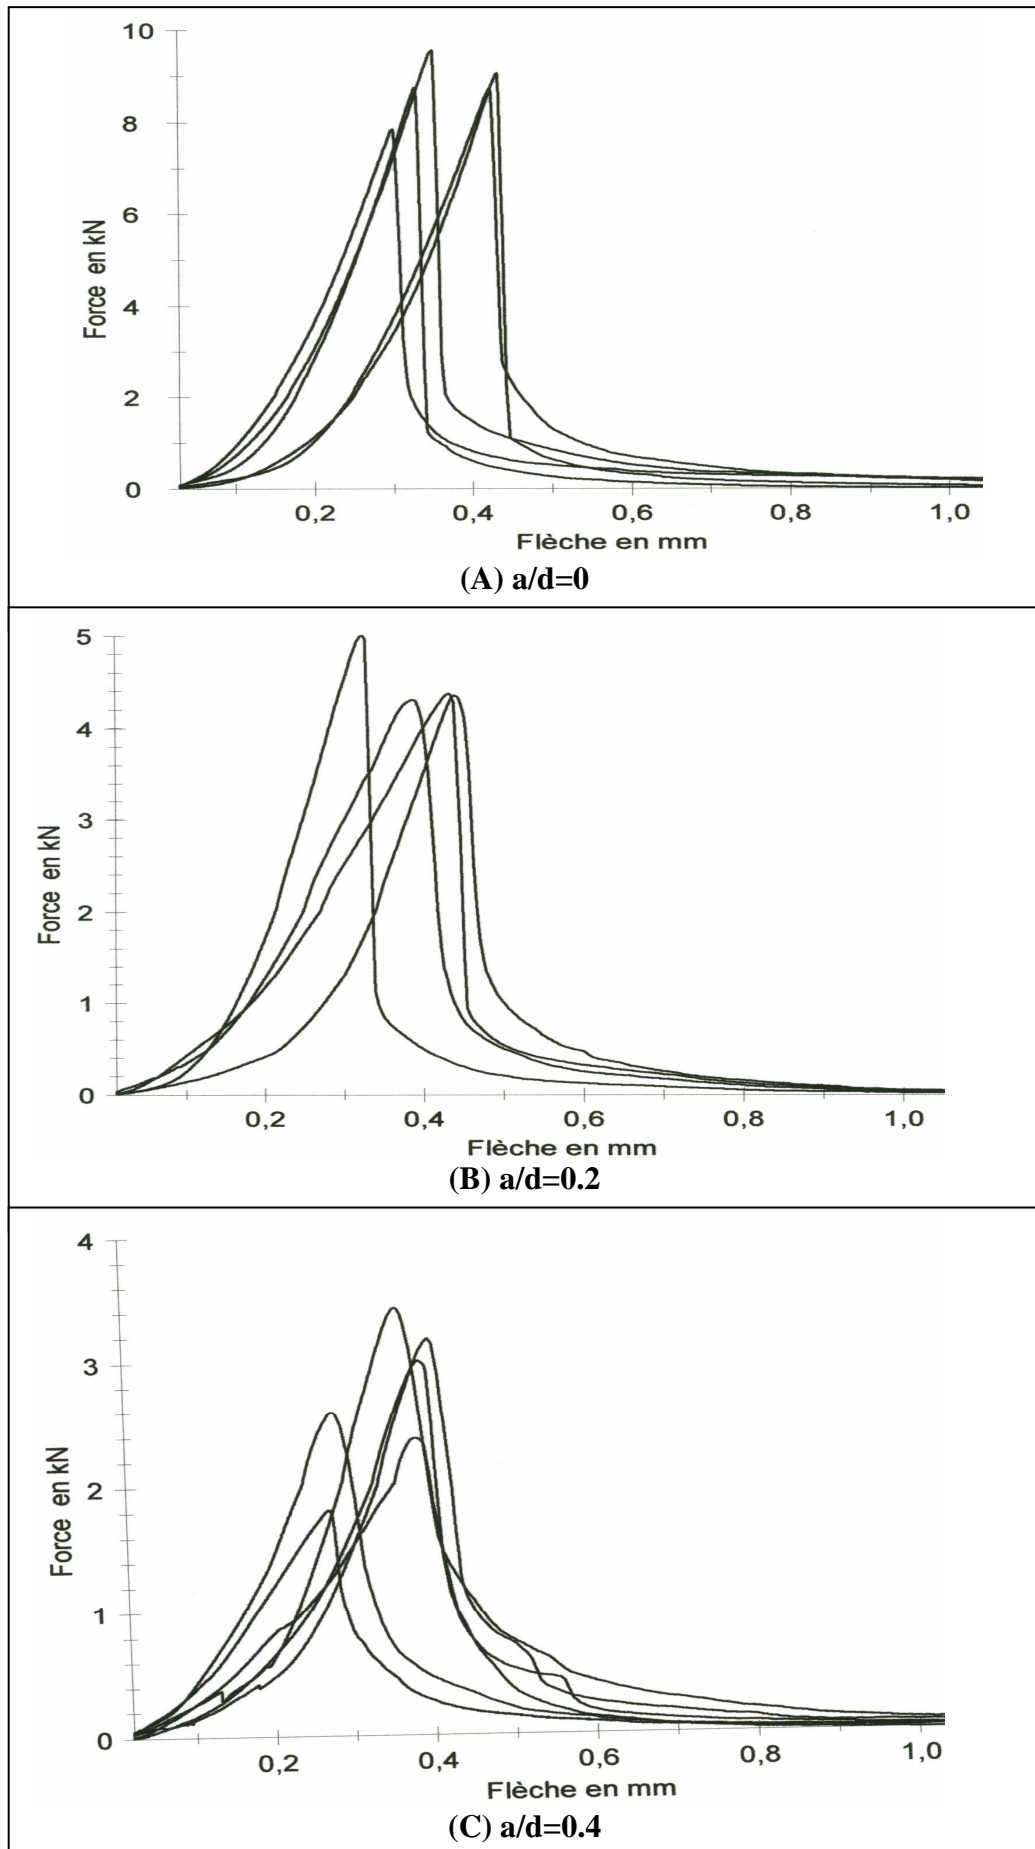 10
8
6
4
2
0
Force en kN
0,2 0,4 0,6 0,8 1,0
Flèche en mm
(A) a/d=0
5
4
3
2
1
0
Force en kN
0,2 0,4 0,6 0,8 1,0
Flèche en mm
(B) a/d=0.2
4
3
2
1
0
Force en kN
0,2 0,4 0,6 0,8 1,0
Flèche en mm
(C) a/d=0.4